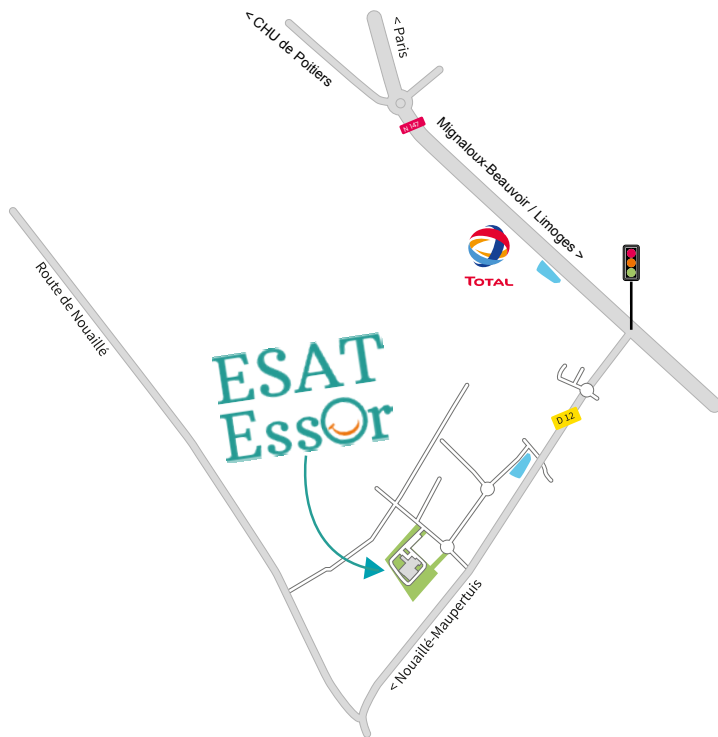 < CHU de Poitiers
< Paris
N 147
Mignaloux-Beauvoir / Limoges >
TOTAL
Route de Nouaillé
ESAT
Essor
D 12
< Nouaillé-Maupertuis